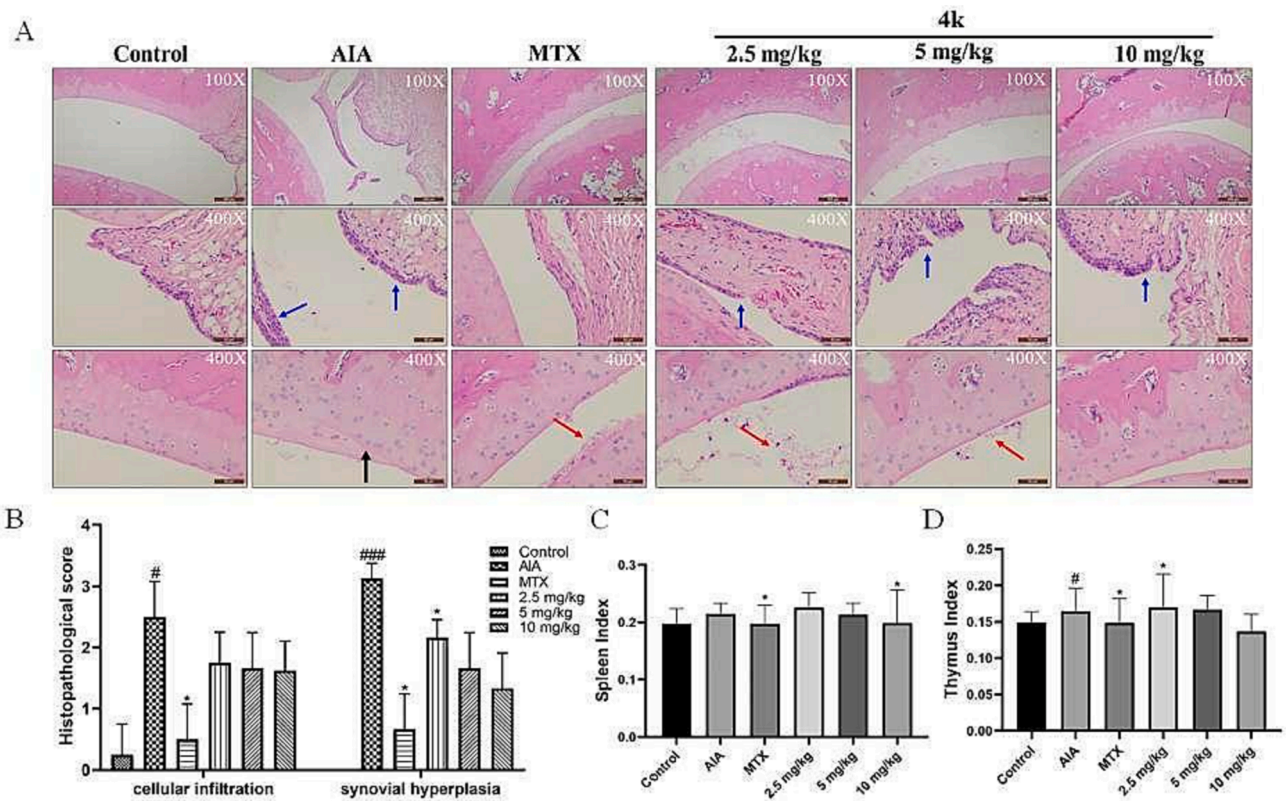 A
4k
Control AIA MTX 2.5 mg/kg 5 mg/kg 10 mg/kg
100X 100X 100X 100X 100X 100X
400X 400X 400X 400X 400X 400X
400X 400X 400X 400X 400X 400X
B
Histopathological score
4
3
2
1
0
# * ### * *
cellular infiltration synovial hyperplasia
Control
AIA
MTX
2.5 mg/kg
5 mg/kg
10 mg/kg
C
Spleen Index
0.3
0.2
0.1
0.0
* *
Control AIA MTX 2.5 mg/kg 5 mg/kg 10 mg/kg
D
Thymus Index
0.25
0.20
0.15
0.10
0.05
0.00
# * *
Control AIA MTX 2.5 mg/kg 5 mg/kg 10 mg/kg